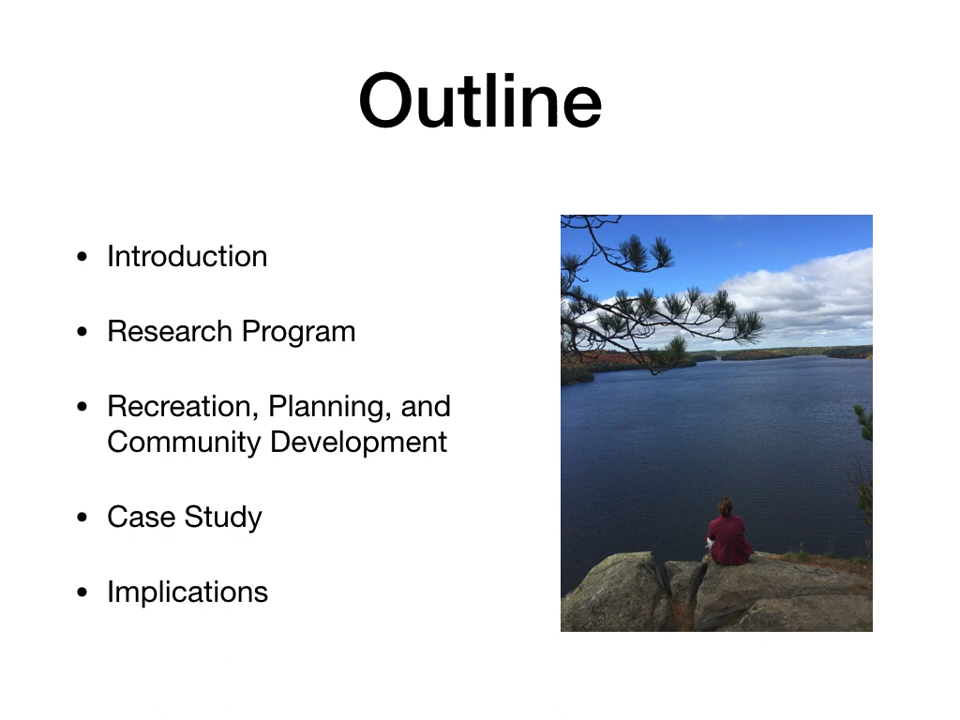 Outline
• Introduction
• Research Program
• Recreation, Planning, and
Community Development
• Case Study
• Implications